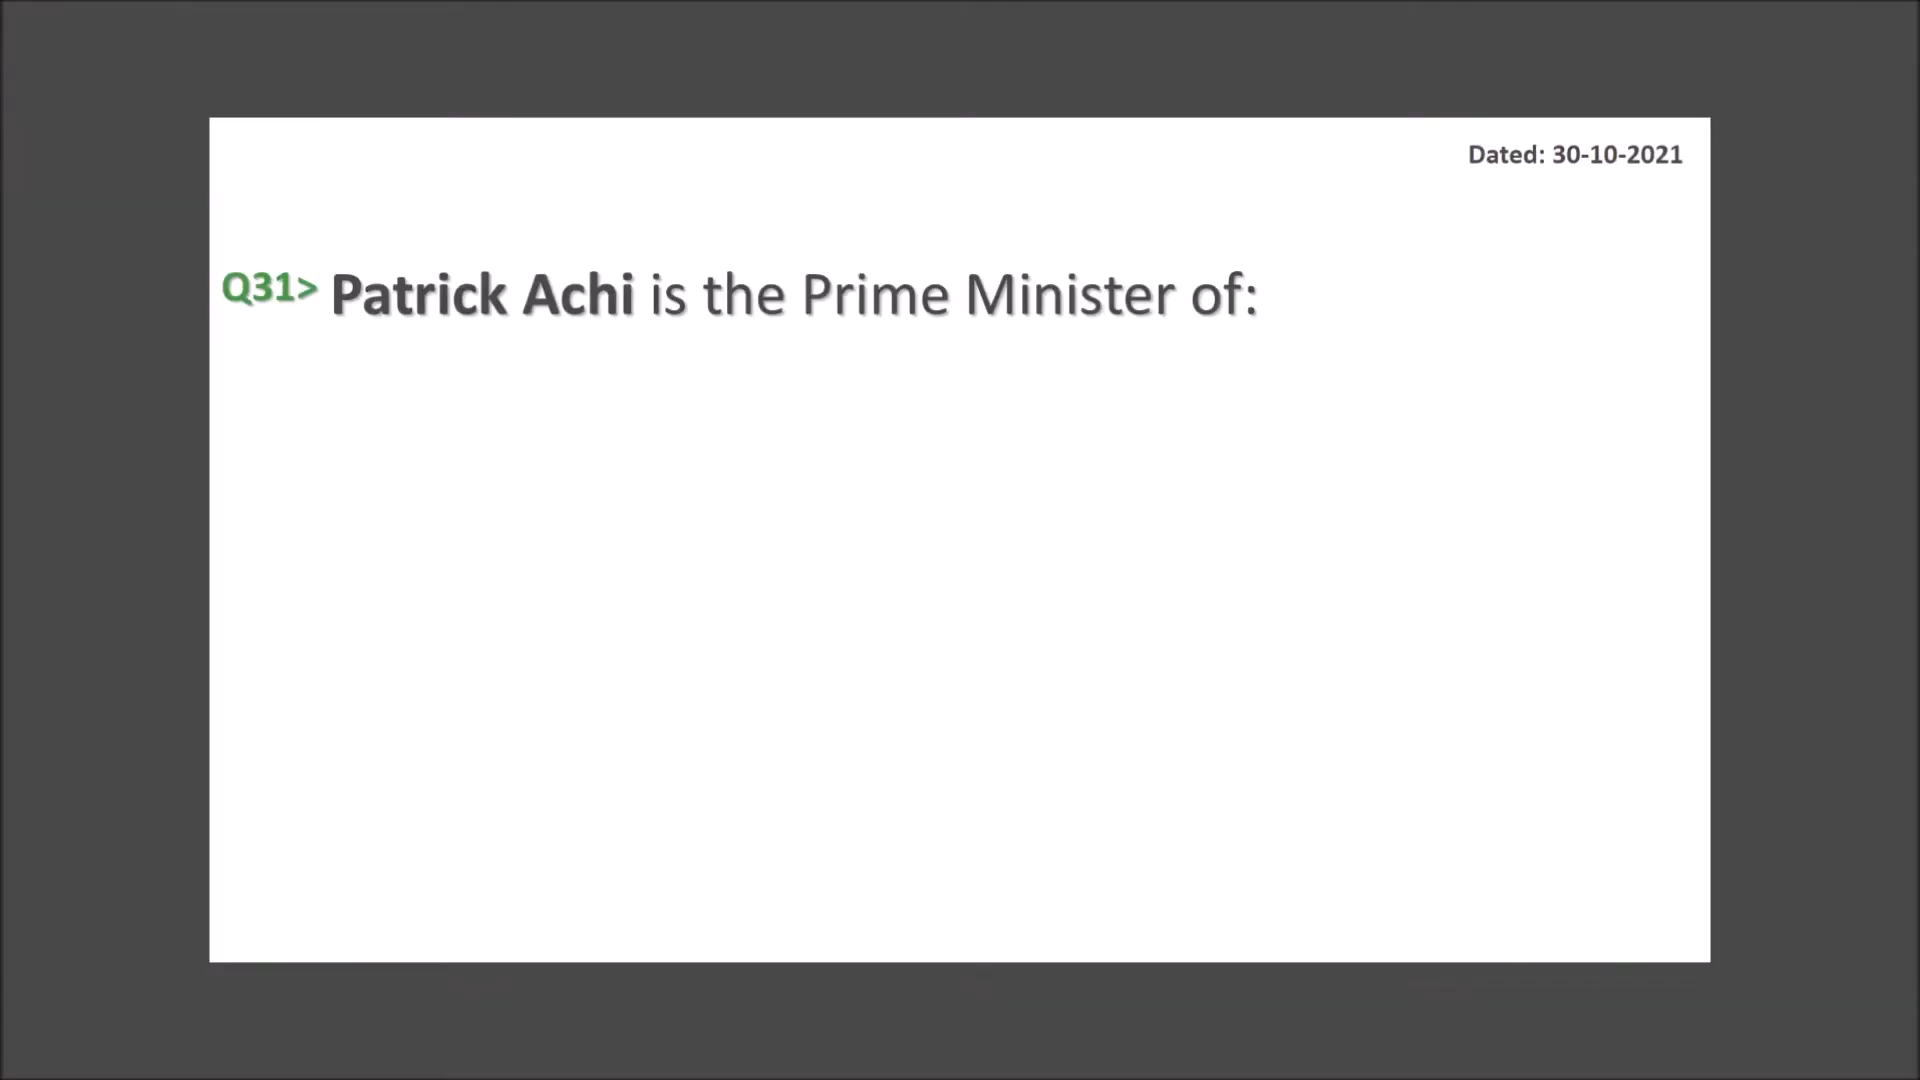 Dated: 30-10-2021
Q31> Patrick Achi is the Prime Minister of: